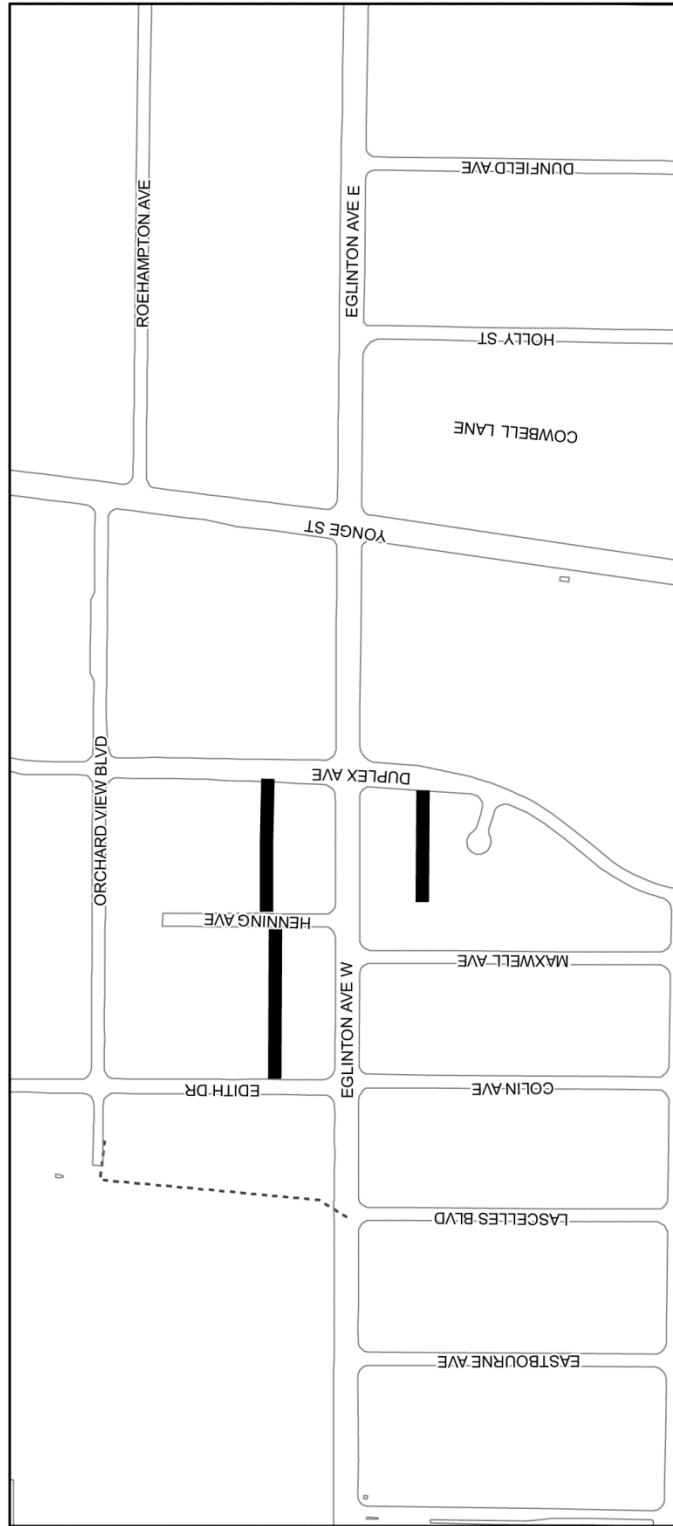 ROEHAMPTON AVE
EGLINTON AVE E
DUNFIELD AVE
HOLLY ST
COWBELL LANE
YONGE ST
ORCHARD VIEW BLVD
DUPLEX AVE
HENNING AVE
MAXWELL AVE
EGLINTON AVE W
EDITH DR
COLIN AVE
LASCELLES BLVD
EASTBOURNE AVE